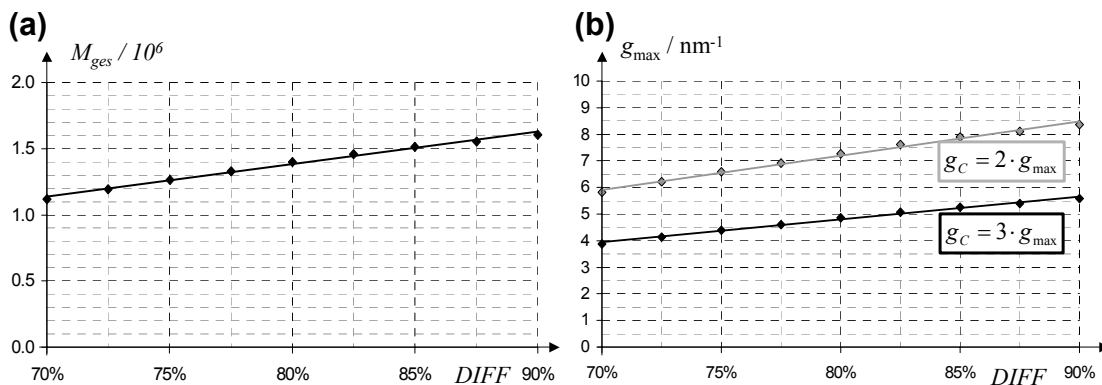 (a)
M_ges / 10⁶
2.0
1.5
1.0
0.5
0.0
70% 75% 80% 85% DIFF 90%
(b)
g_max / nm⁻¹
10
9
8
7
6
5
4
3
2
1
0
g_C = 2 · g_max
g_C = 3 · g_max
70% 75% 80% 85% DIFF 90%